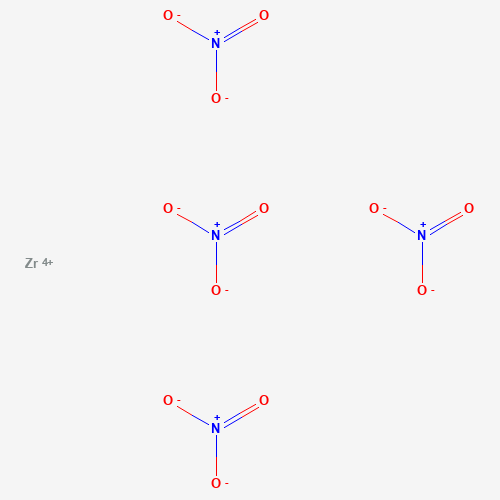 O - N + O
O -
O - N + O O - N + O
O - O -
Zr 4+
O - N + O
O -